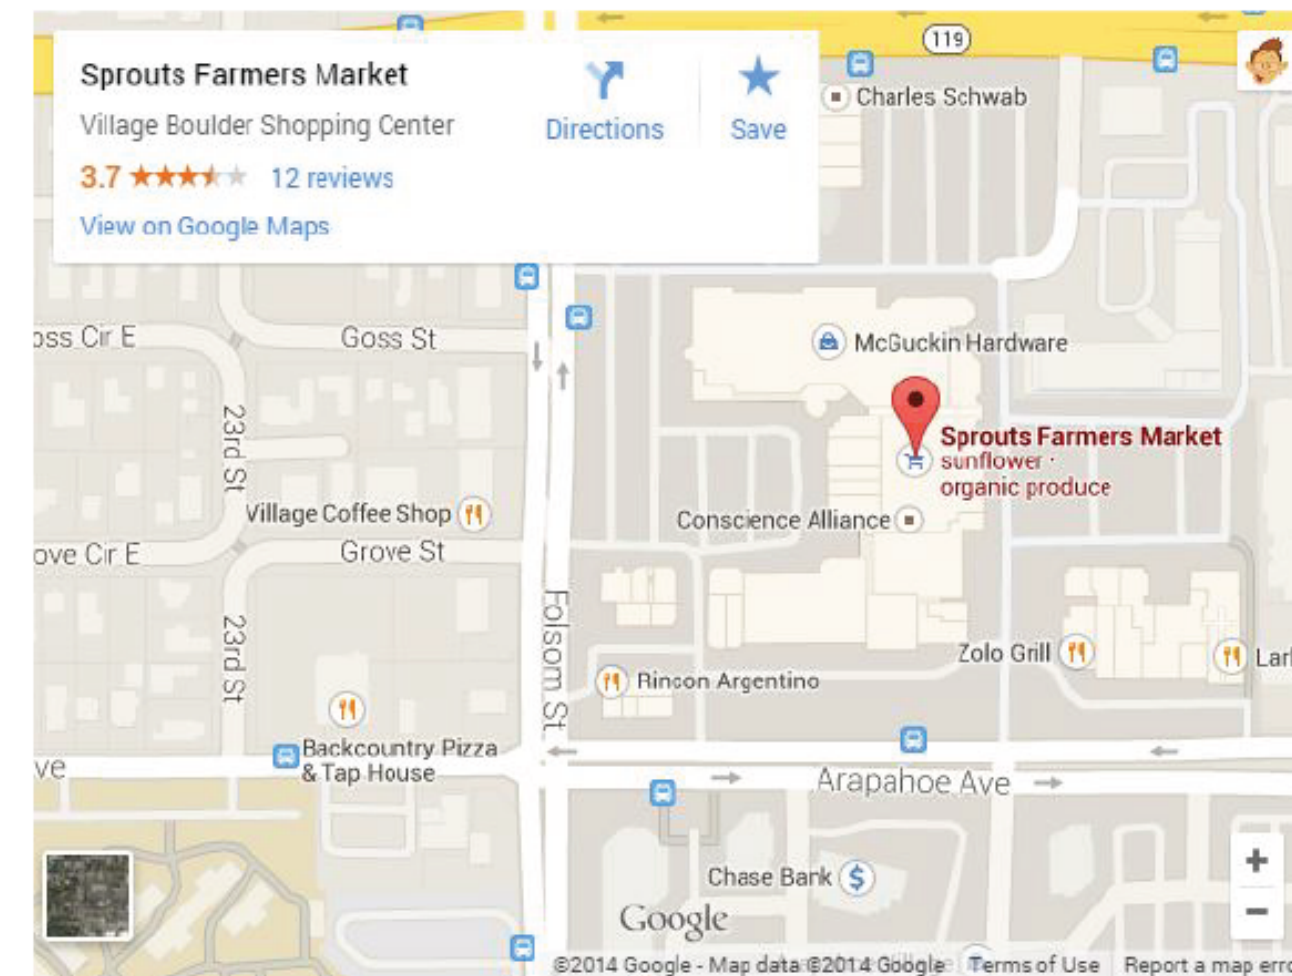 119
Sprouts Farmers Market
Village Boulder Shopping Center
3.7
12 reviews
View on Google Maps
Directions
Save
Charles Schwab
oss Cir E
Goss St
McGuckin Hardware
23rd St
Sprouts Farmers Market
sunflower ·
organic produce
Village Coffee Shop
Conscience Alliance
ove Cir E
Grove St
Folsom St
23rd St
Zolo Grill
Lar
Rincon Argentino
Backcountry Pizza
& Tap House
ve
Arapahoe Ave
Chase Bank
$
+
−
Google
©2014 Google - Map data ©2014 Google
Terms of Use
Report a map erro